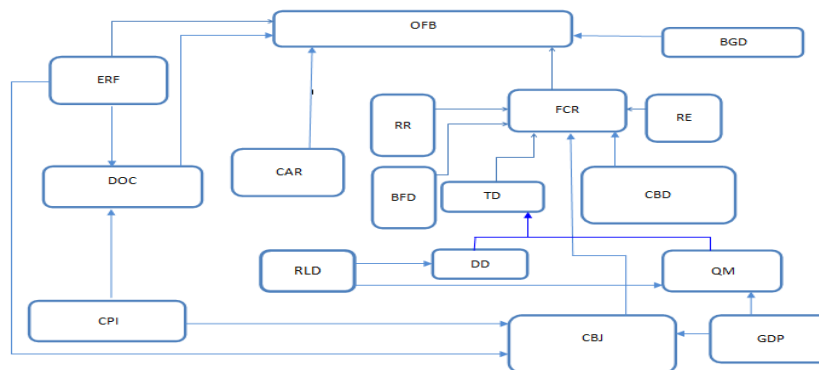 OFB
BGD
ERF
FCR
RR
RE
CAR
DOC
BFD
TD
CBD
RLD
DD
QM
CPI
CBJ
GDP